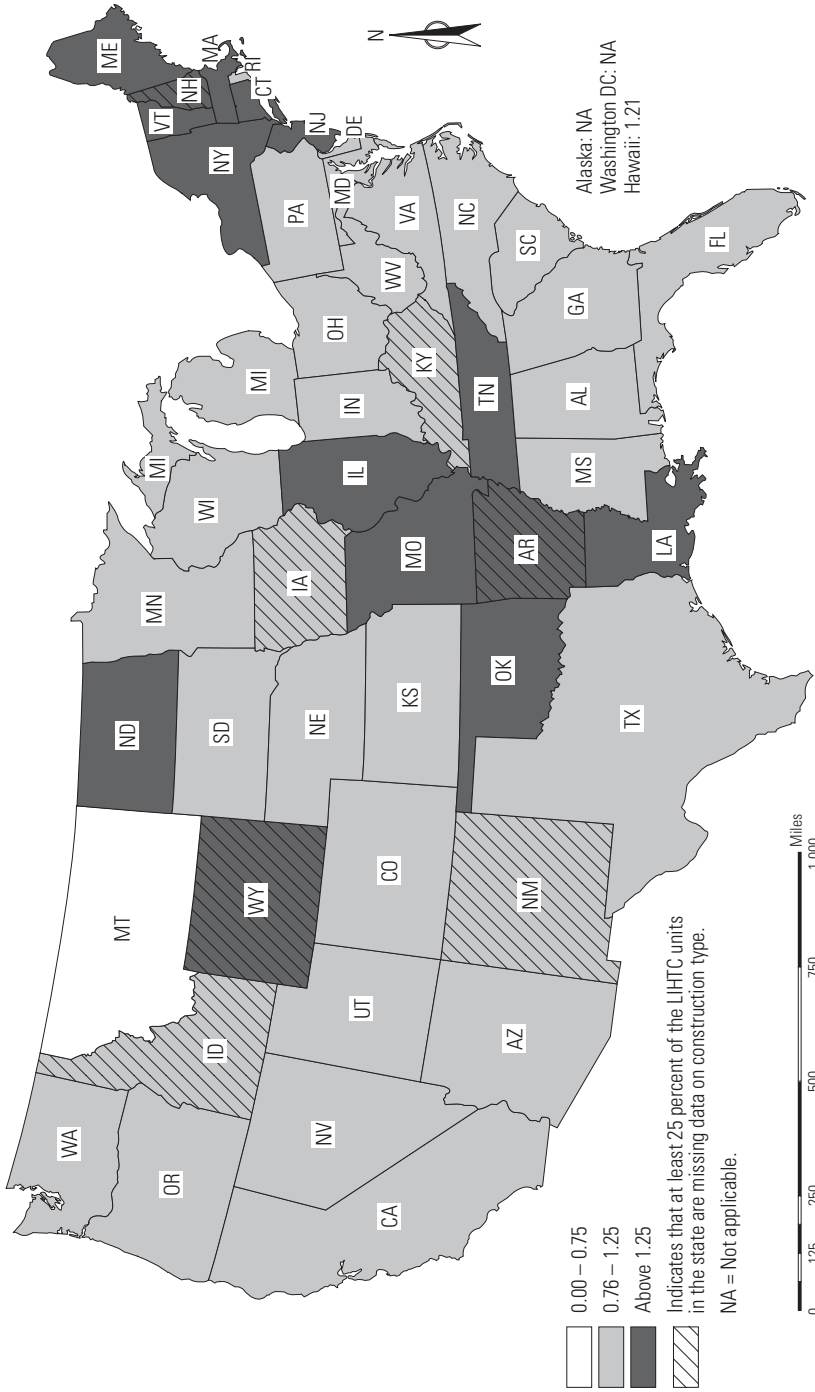 WA
OR
CA
NV
ID
MT
WY
UT
AZ
CO
NM
ND
SD
NE
KS
OK
TX
MN
IA
MO
AR
LA
WI
MI
MI
IL
IN
OH
KY
TN
MS
AL
GA
FL
SC
NC
VA
WV
MD
DE
PA
NJ
NY
CT
RI
MA
VT
NH
ME
N
Alaska: NA
Washington DC: NA
Hawaii: 1.21
0.00 – 0.75
0.76 – 1.25
Above 1.25
Indicates that at least 25 percent of the LIHTC units
in the state are missing data on construction type.
NA = Not applicable.
0 125 250 500 750 1,000
Miles